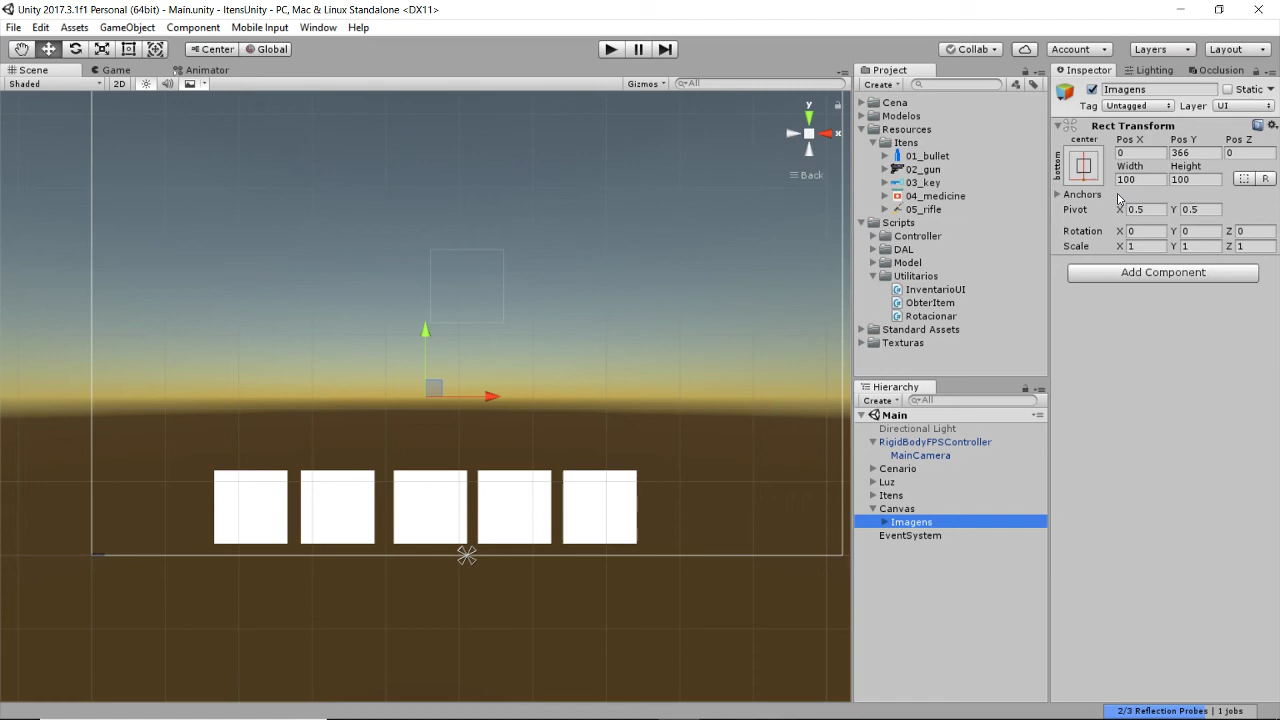 Unity 2017.3.1f1 Personal (64bit) - Main.unity - ItensUnity - PC, Mac & Linux Standalone <DX11>
File Edit Assets GameObject Component Mobile Input Window Help
Center Global Collab Account Layers Layout
Scene Game Animator
Shaded 2D Gizmos All
y
x
Back
Project
Create
Cena
Modelos
Resources
Itens
01_bullet
02_gun
03_key
04_medicine
05_rifle
Scripts
Controller
DAL
Model
Utilitarios
InventarioUI
ObterItem
Rotacionar
Standard Assets
Texturas
Hierarchy
Create All
Main
Directional Light
RigidBodyFPSController
MainCamera
Cenario
Luz
Itens
Canvas
Imagens
EventSystem
Inspector Lighting Occlusion
Imagens Static
Tag Untagged Layer UI
Rect Transform
center Pos X Pos Y Pos Z
bottom 0 366 0
Width Height
100 100 R
Anchors
Pivot X 0.5 Y 0.5
Rotation X 0 Y 0 Z 0
Scale X 1 Y 1 Z 1
Add Component
2/3 Reflection Probes | 1 jobs